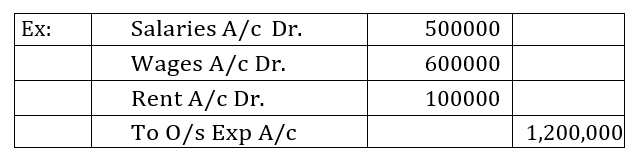 Ex: Salaries A/c Dr. 500000
Wages A/c Dr. 600000
Rent A/c Dr. 100000
To O/s Exp A/c 1,200,000